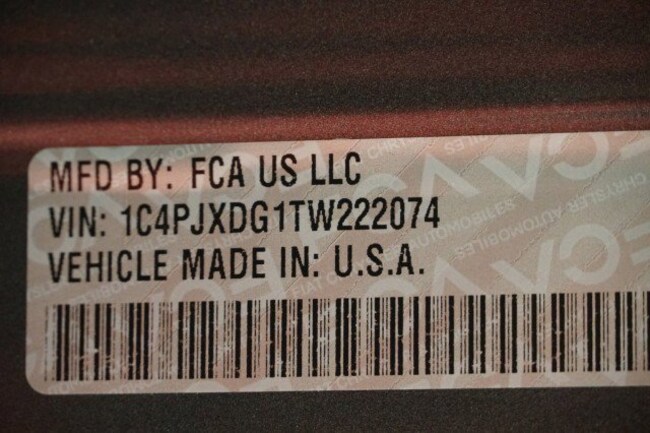 MFD BY: FCA US LLC
VIN: 1C4PJXDG1TW222074
VEHICLE MADE IN: U.S.A.